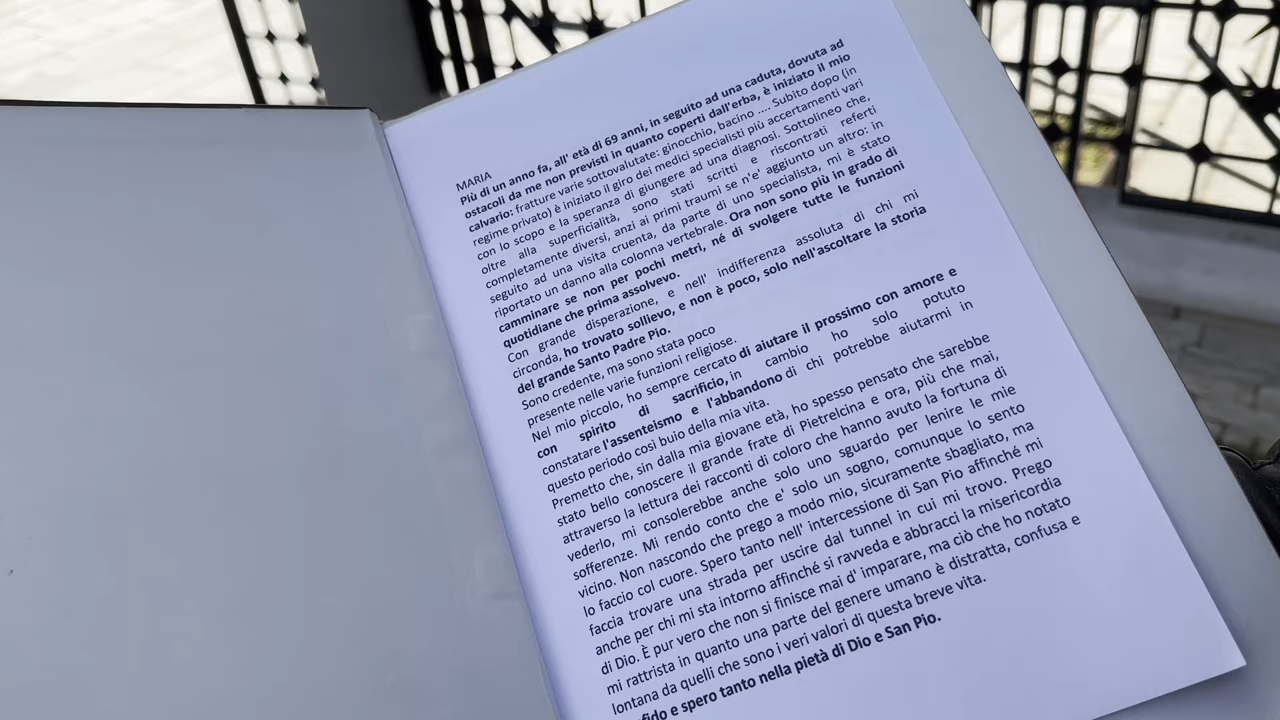 MARIA
Più di un anno fa, all' età di 69 anni, in seguito ad una caduta, dovuta ad
ostacoli da me non previsti in quanto coperti dall'erba, è iniziato il mio
calvario: fratture varie sottovalutate: ginocchio, bacino .... Subito dopo (in
regime privato) è iniziato il giro dei medici specialisti più accertamenti vari
con lo scopo e la speranza di giungere ad una diagnosi. Sottolineo che,
oltre alla superficialità, sono stati scritti e riscontrati referti
completamente diversi, anzi ai primi traumi se n'e' aggiunto un altro: in
seguito ad una visita cruenta, da parte di uno specialista, mi è stato
riportato un danno alla colonna vertebrale. Ora non sono più in grado di
camminare se non per pochi metri, né di svolgere tutte le funzioni
quotidiane che prima assolvevo.
Con grande disperazione, e nell' indifferenza assoluta di chi mi
circonda, ho trovato sollievo, e non è poco, solo nell'ascoltare la storia
del grande Santo Padre Pio.
Sono credente, ma sono stata poco
presente nelle varie funzioni religiose.
Nel mio piccolo, ho sempre cercato di aiutare il prossimo con amore e
con spirito di sacrificio, in cambio ho solo potuto
constatare l'assenteismo e l'abbandono di chi potrebbe aiutarmi in
questo periodo così buio della mia vita.
Premetto che, sin dalla mia giovane età, ho spesso pensato che sarebbe
stato bello conoscere il grande frate di Pietrelcina e ora, più che mai,
attraverso la lettura dei racconti di coloro che hanno avuto la fortuna di
vederlo, mi consolerebbe anche solo uno sguardo per lenire le mie
sofferenze. Mi rendo conto che e' solo un sogno, comunque lo sento
vicino. Non nascondo che prego a modo mio, sicuramente sbagliato, ma
lo faccio col cuore. Spero tanto nell' intercessione di San Pio affinché mi
faccia trovare una strada per uscire dal tunnel in cui mi trovo. Prego
anche per chi mi sta intorno affinché si ravveda e abbracci la misericordia
di Dio. È pur vero che non si finisce mai d' imparare, ma ciò che ho notato
mi rattrista in quanto una parte del genere umano è distratta, confusa e
lontana da quelli che sono i veri valori di questa breve vita.
e spero tanto nella pietà di Dio e San Pio.